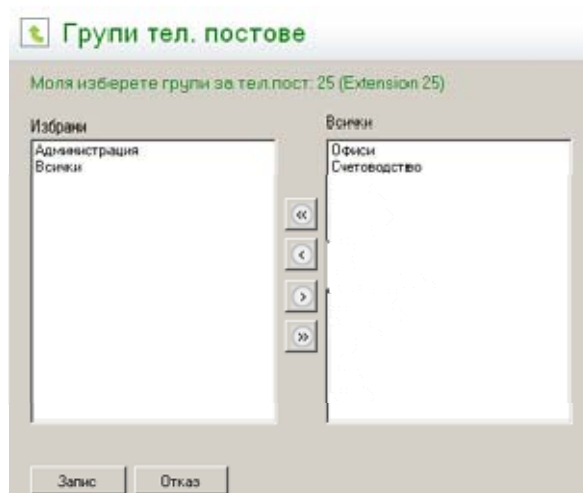 Групи тел. постове
Моля изберете групи за тел.пост: 25 (Extension 25)
Избрани
Администрация
Всички
Всички
Офиси
Счетоводство
«
‹
›
»
Запис
Отказ